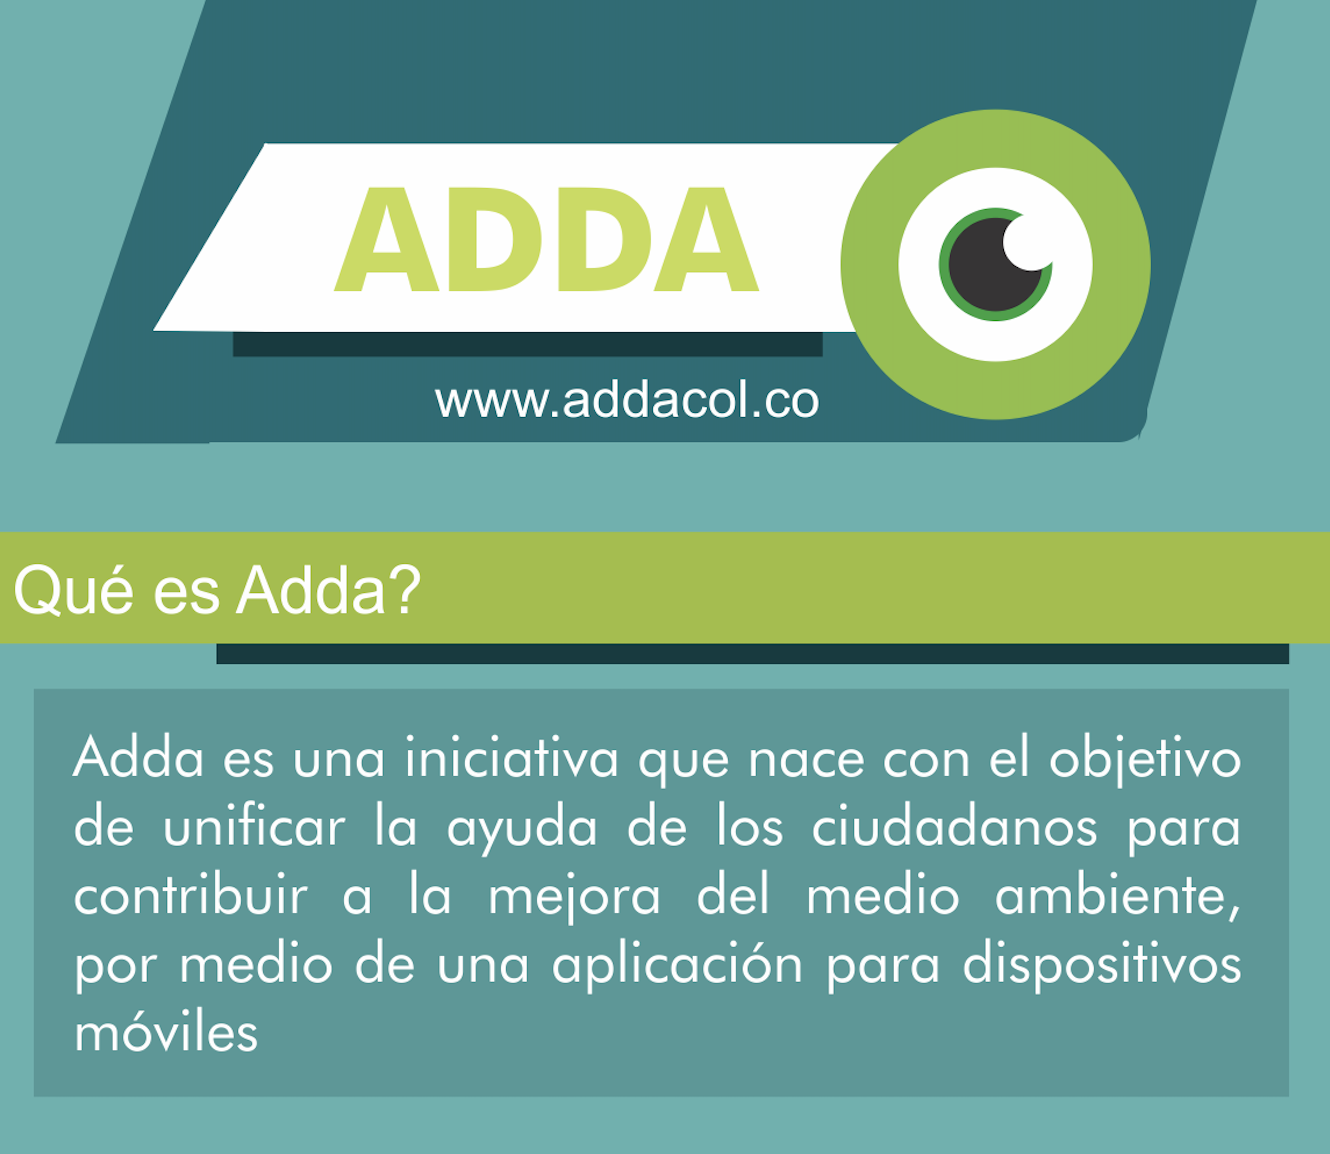 ADDA
www.addacol.co
Qué es Adda?
Adda es una iniciativa que nace con el objetivo
de unificar la ayuda de los ciudadanos para
contribuir a la mejora del medio ambiente,
por medio de una aplicación para dispositivos
móviles